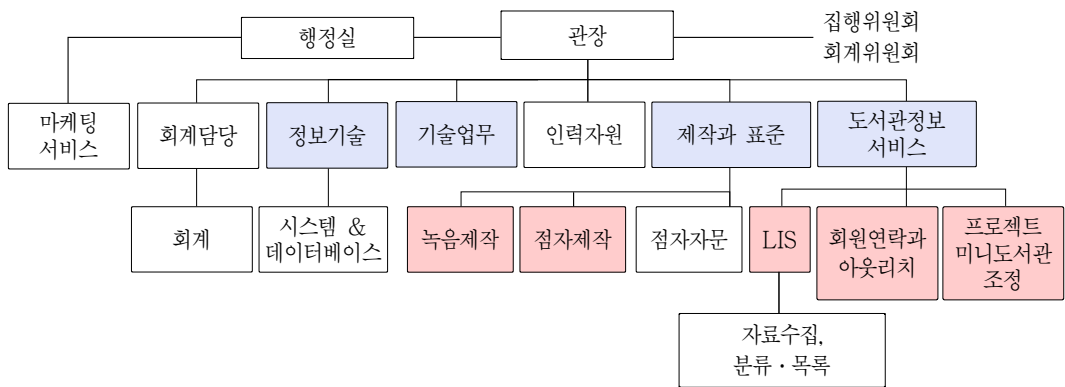 행정실
관장
집행위원회
회계위원회
마케팅
서비스
회계담당
정보기술
기술업무
인력자원
제작과 표준
도서관정보
서비스
회계
시스템 &
데이터베이스
녹음제작
점자제작
점자자문
LIS
회원연락과
아웃리치
프로젝트
미니도서관
조정
자료수집,
분류・목록